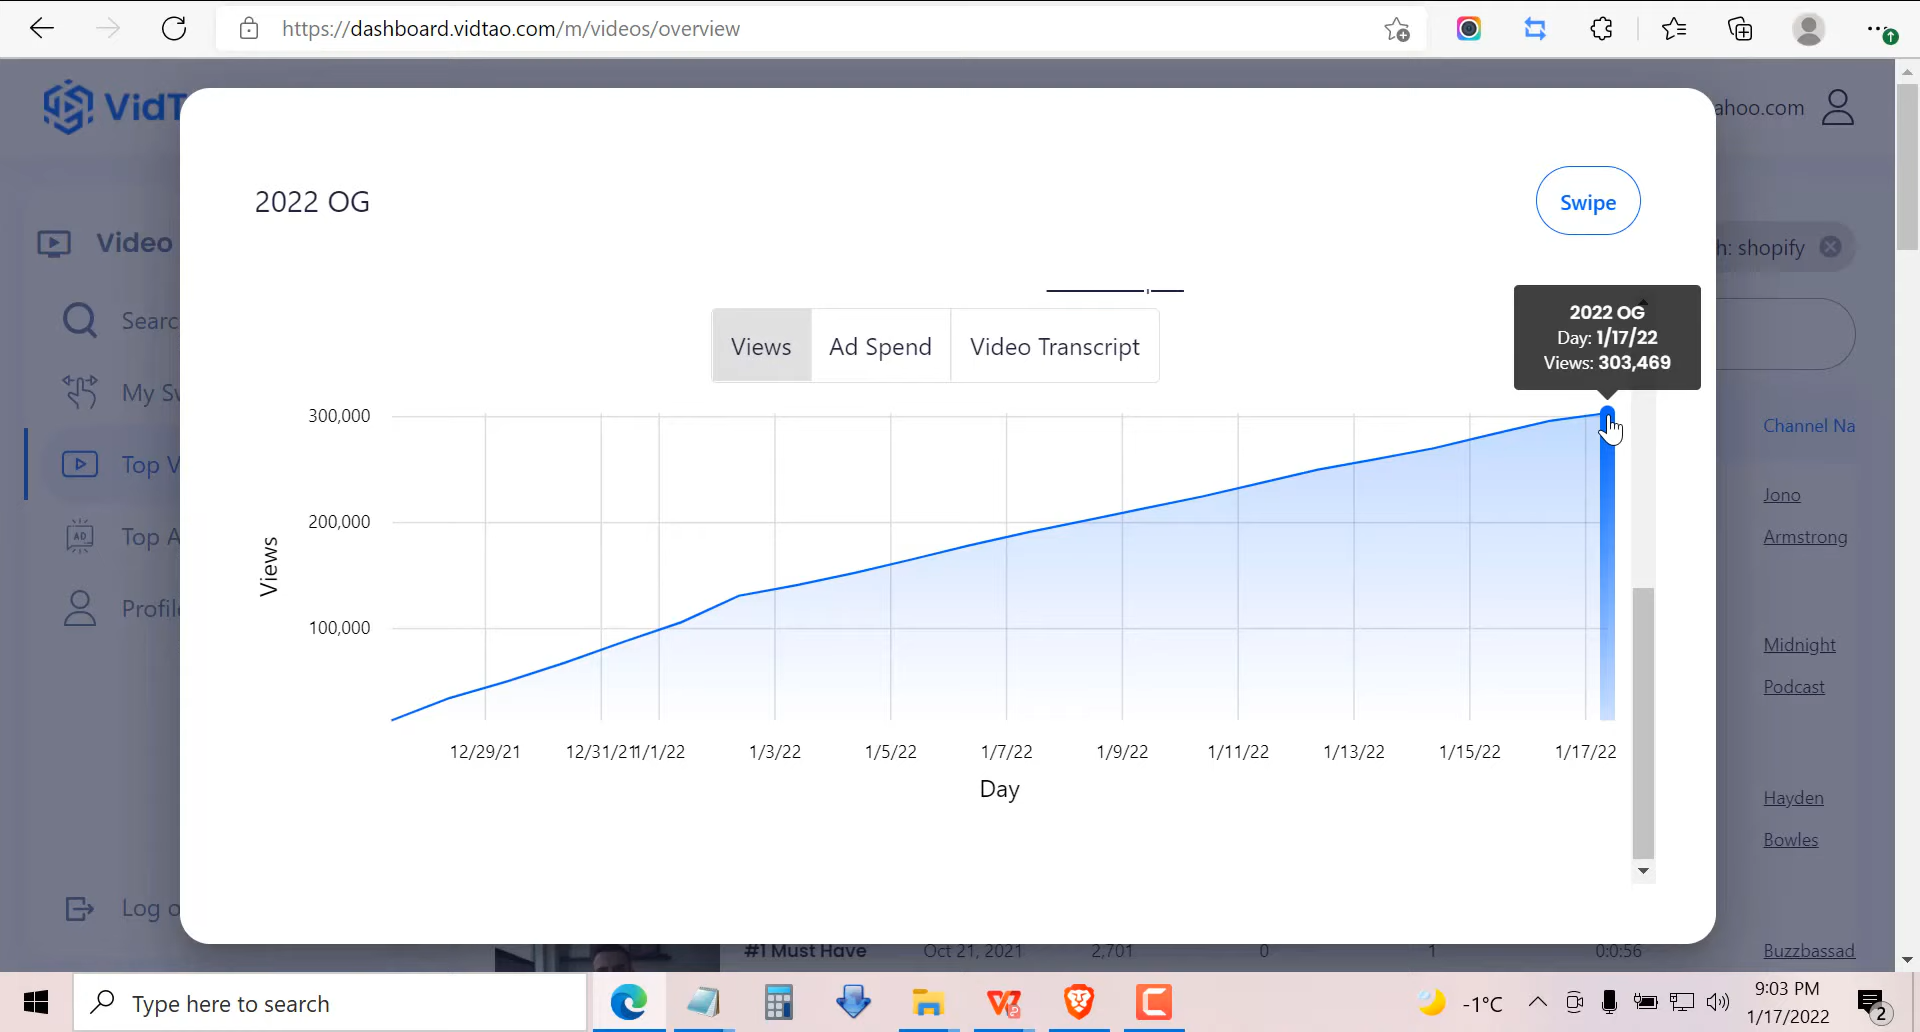 https://dashboard.vidtao.com/m/videos/overview
VidT
ahoo.com
2022 OG
Swipe
Video
h: shopify
Searc
My Sw
Top V
Top A
Profile
Log o
Views
Ad Spend
Video Transcript
2022 OG
Day: 1/17/22
Views: 303,469
300,000
200,000
100,000
Views
12/29/21
12/31/21
1/1/22
1/3/22
1/5/22
1/7/22
1/9/22
1/11/22
1/13/22
1/15/22
1/17/22
Day
Channel Na
Jono
Armstrong
Midnight
Podcast
Hayden
Bowles
#1 Must Have
Oct 21, 2021
2,701
0
1
0:0:56
Buzzbassad
Type here to search
-1°C
9:03 PM
1/17/2022
2